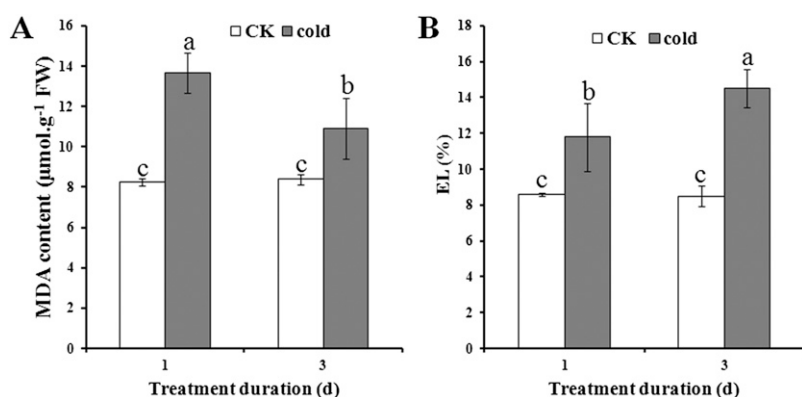 A
MDA content (μmol.g⁻¹ FW)
16
14
12
10
8
6
4
2
0
CK cold
a
b
c
c
1 3
Treatment duration (d)
B
EL (%)
18
16
14
12
10
8
6
4
2
0
CK cold
a
b
c
c
1 3
Treatment duration (d)